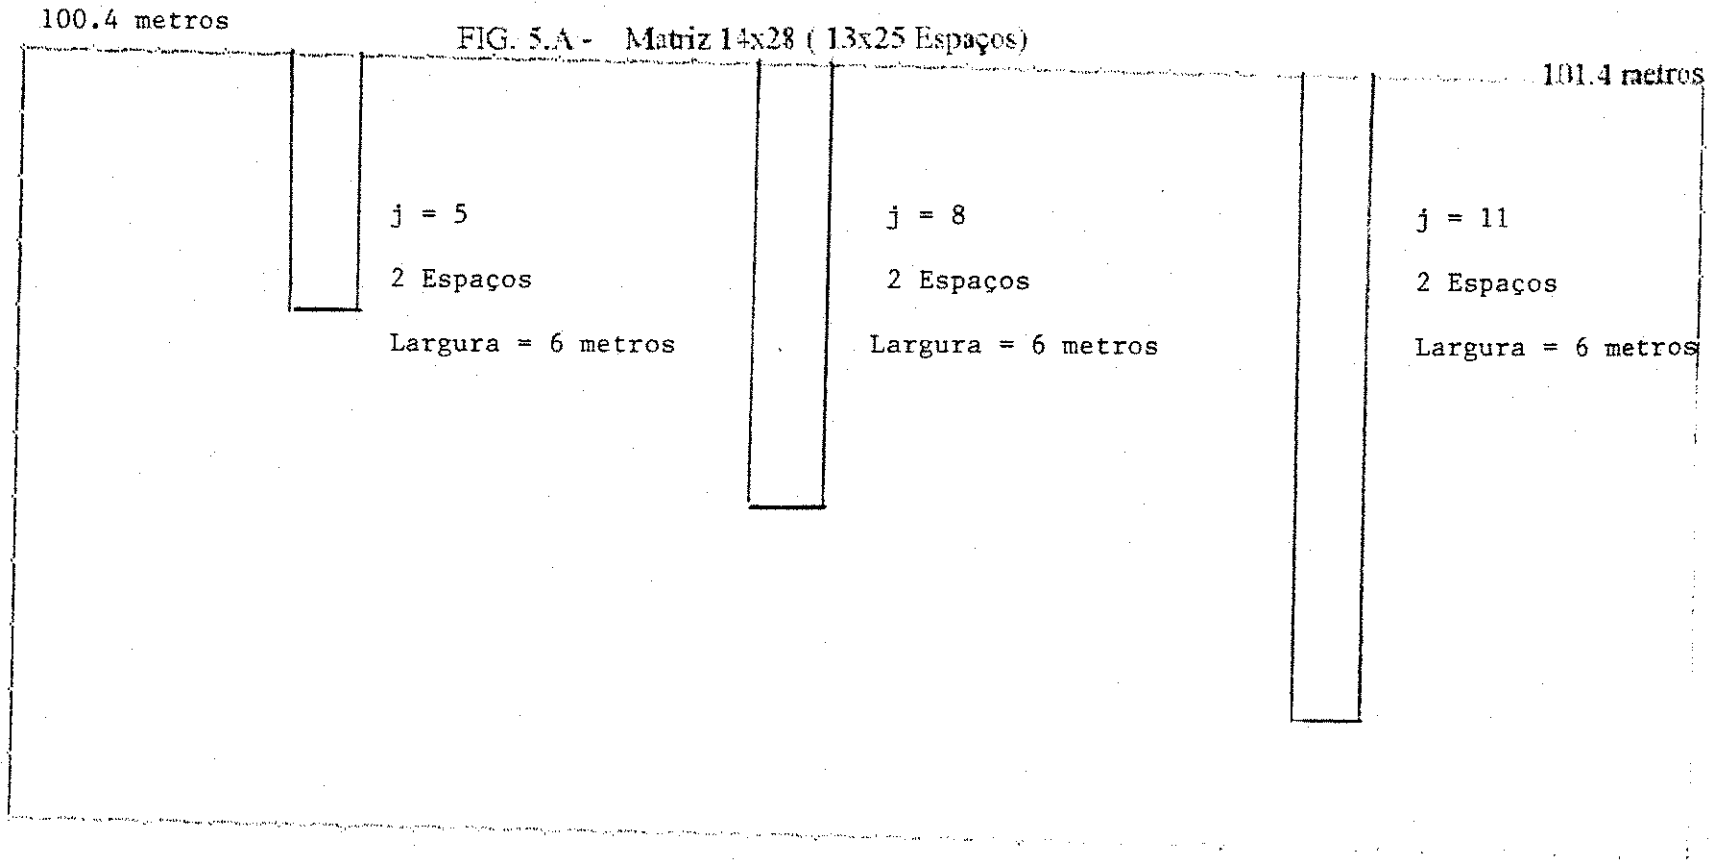 100.4 metros
FIG. 5.A - Matriz 14x28 ( 13x25 Espaços)
101.4 metros
j = 5
2 Espaços
Largura = 6 metros
j = 8
2 Espaços
Largura = 6 metros
j = 11
2 Espaços
Largura = 6 metros